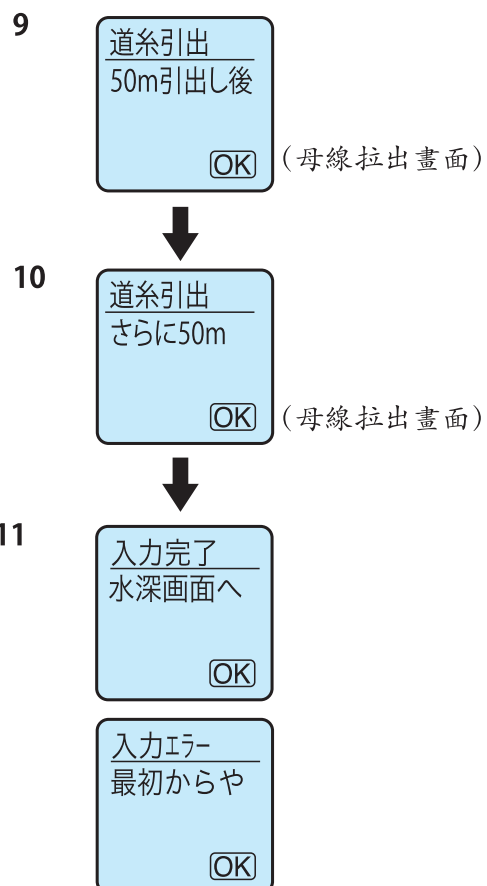 9
道糸引出
50m引出し後
OK
(母線拉出畫面)
10
道糸引出
さらに50m
OK
(母線拉出畫面)
11
入力完了
水深画面へ
OK
入力エラー
最初からや
OK